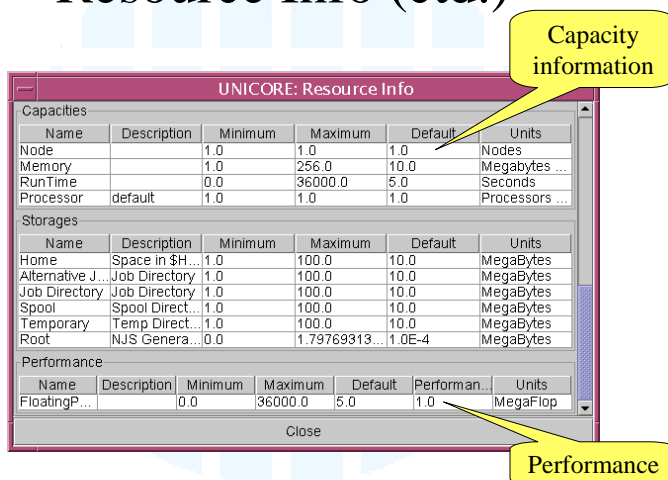 Resource Info (ctd.)
Capacity
information
UNICORE: Resource Info
Capacities
Name Description Minimum Maximum Default Units
Node 1.0 1.0 1.0 Nodes
Memory 1.0 256.0 10.0 Megabytes ...
RunTime 0.0 36000.0 5.0 Seconds
Processor default 1.0 1.0 1.0 Processors ...
Storages
Name Description Minimum Maximum Default Units
Home Space in $H... 1.0 100.0 10.0 MegaBytes
Alternative J... Job Directory 1.0 100.0 10.0 MegaBytes
Job Directory Job Directory 1.0 100.0 10.0 MegaBytes
Spool Spool Direct... 1.0 100.0 10.0 MegaBytes
Temporary Temp Direct... 1.0 100.0 10.0 MegaBytes
Root NJS Genera... 0.0 1.79769313... 1.0E-4 MegaBytes
Performance
Name Description Minimum Maximum Default Performan... Units
FloatingP... 0.0 36000.0 5.0 1.0 MegaFlop
Close
Performance